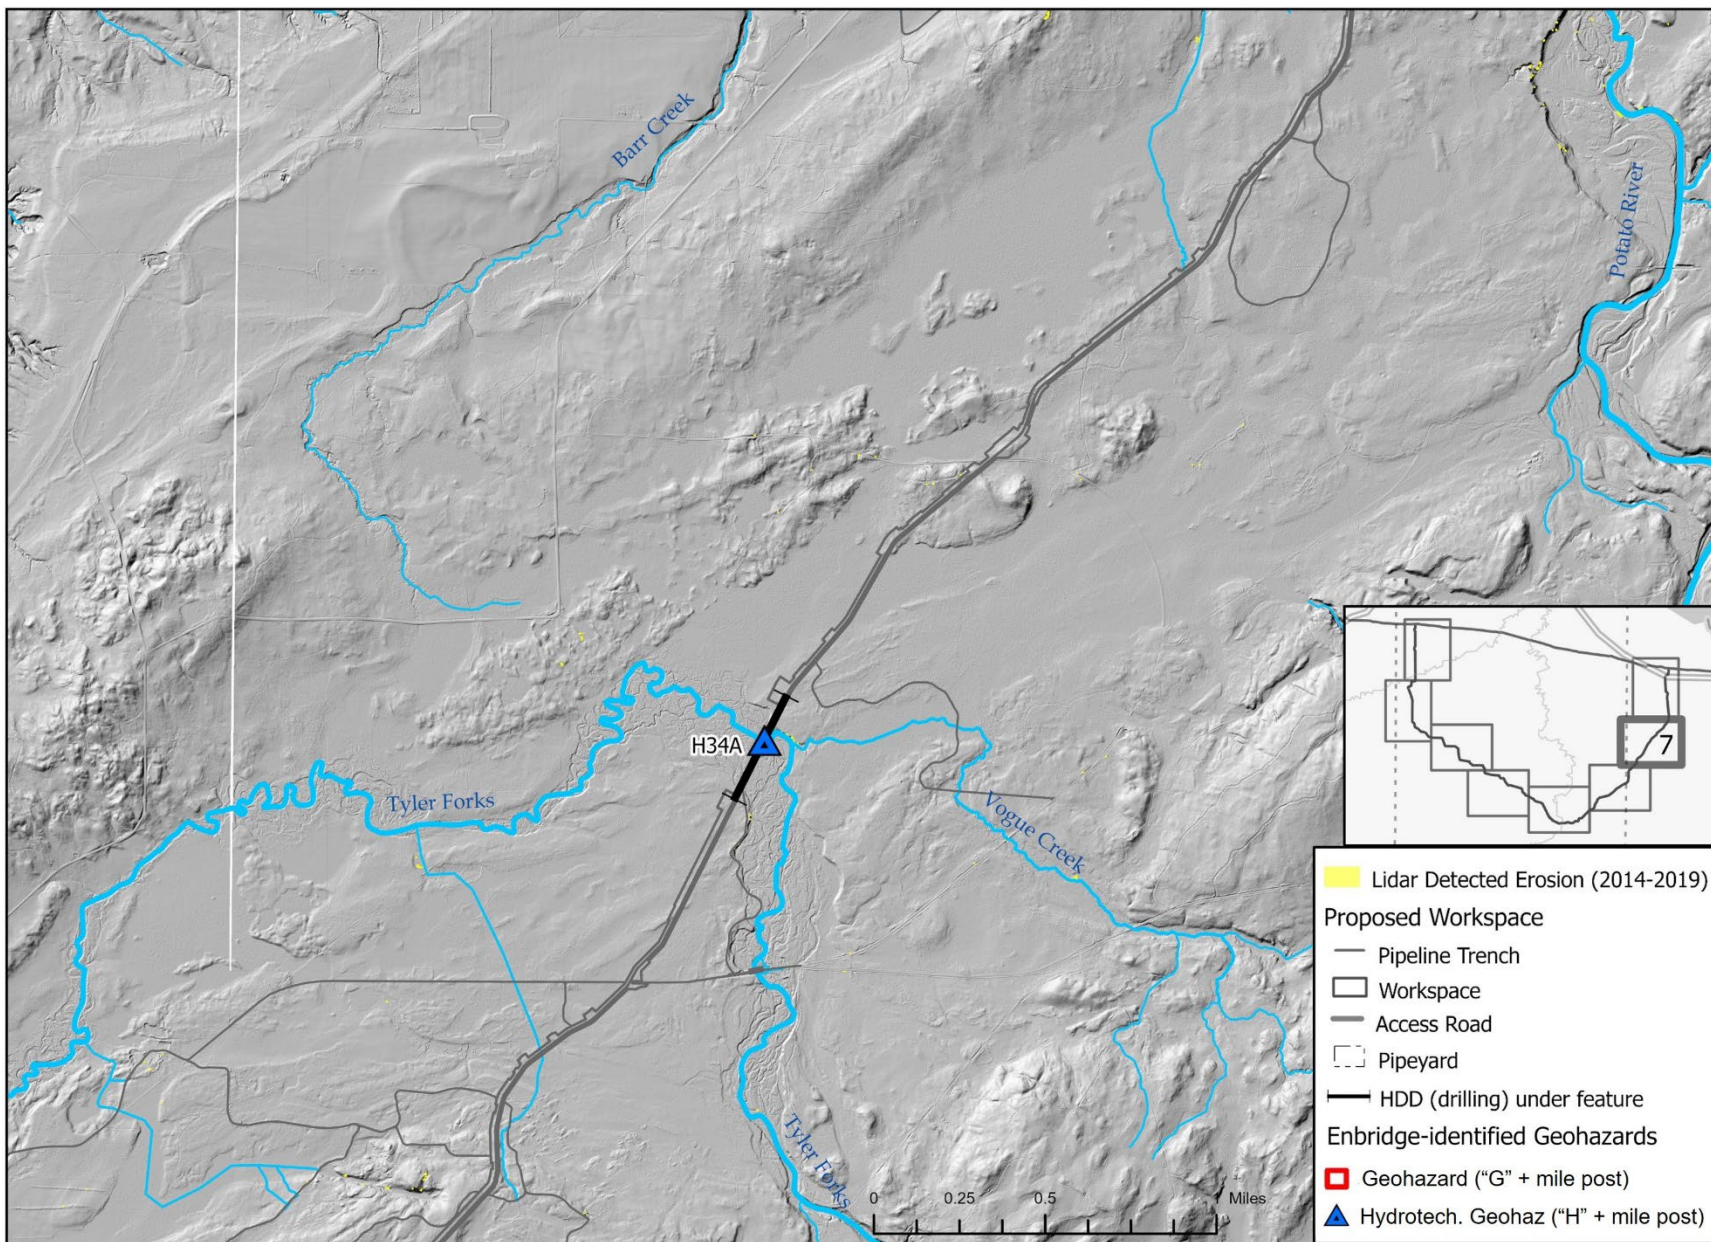 Barr Creek
Potato River
H34A
Tyler Forks
Vogue Creek
Tyler Forks
7
0 0.25 0.5 Miles
Lidar Detected Erosion (2014-2019)
Proposed Workspace
Pipeline Trench
Workspace
Access Road
Pipeyard
HDD (drilling) under feature
Enbridge-identified Geohazards
Geohazard (“G” + mile post)
Hydrotech. Geohaz (“H” + mile post)